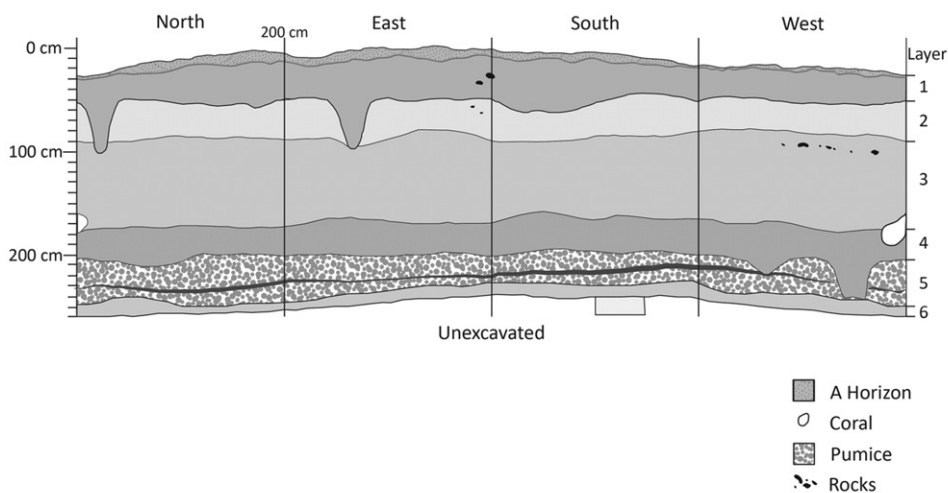 North
200 cm
East
South
West
0 cm
Layer
1
2
100 cm
3
4
200 cm
5
6
Unexcavated
A Horizon
Coral
Pumice
Rocks